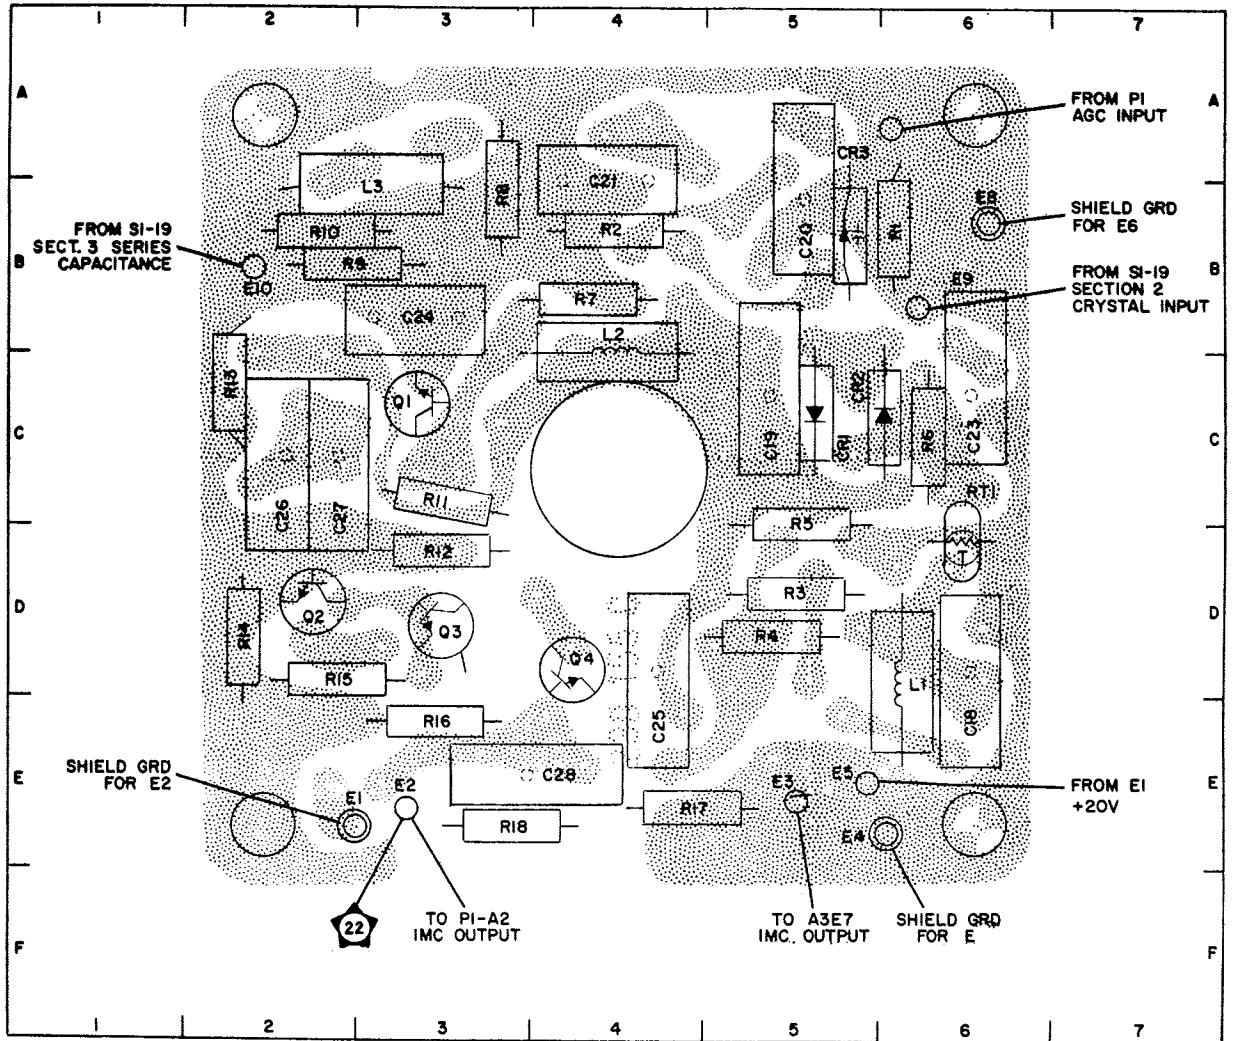 1 2 3 4 5 6 7
A A
FROM P1
AGC INPUT
CR3
L3
R8
C21
E8
FROM S1-19
SECT. 3 SERIES
CAPACITANCE
SHIELD GRD
FOR E6
R10
R2
C20
R1
B B
R9
E10
E9
FROM S1-19
SECTION 2
CRYSTAL INPUT
R7
C24
L2
R13
Q1
CR2
C C
C19
CR1
R6
C23
R11
RT1
C26
C27
R5
R12
T
R3
D D
Q2
Q3
R14
R4
Q4
R15
L1
R16
C25
C18
SHIELD GRD
FOR E2
E1
E2
C28
E3
E5
E E
FROM E1
+20V
R17
R18
E4
22
TO P1-A2
IMC OUTPUT
TO A3E7
IMC. OUTPUT
SHIELD GRD
FOR E
F F
1 2 3 4 5 6 7